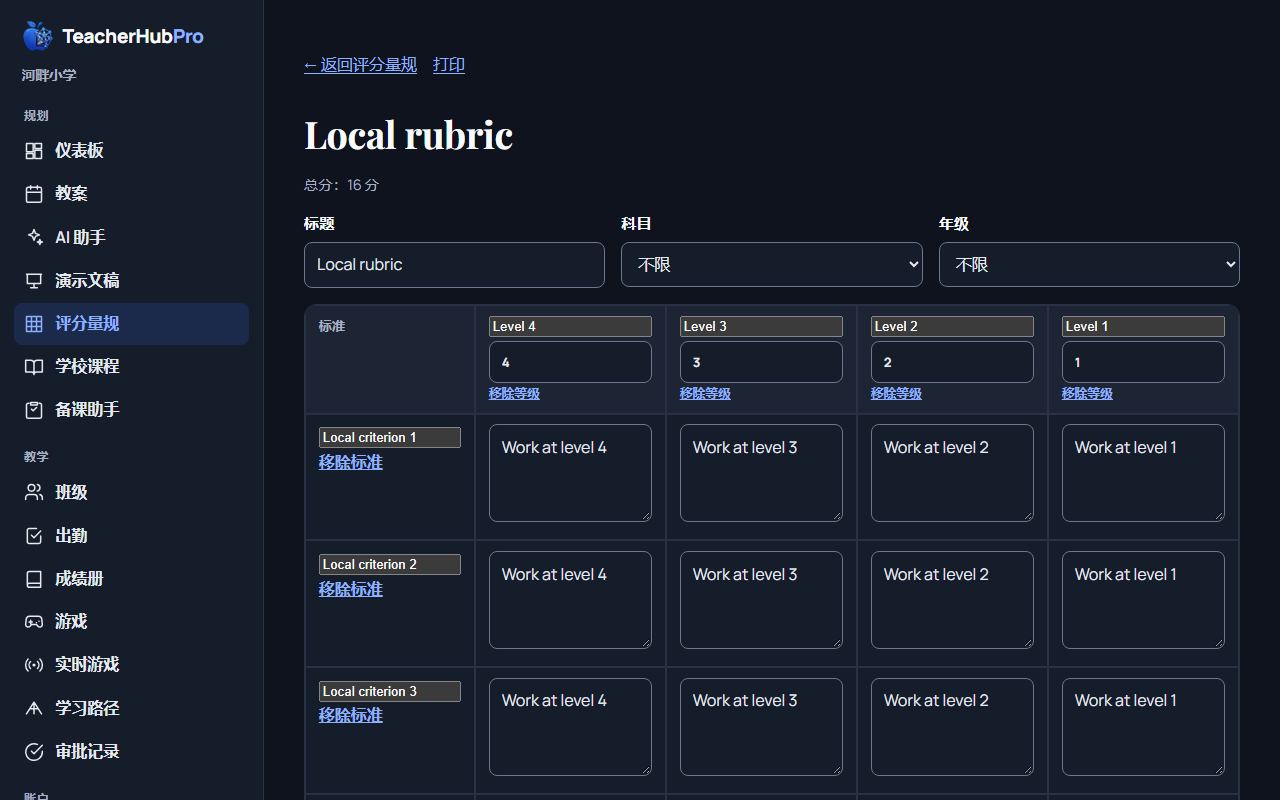 TeacherHubPro
河畔小学
规划
仪表板
教案
AI 助手
演示文稿
评分量规
学校课程
备课助手
教学
班级
出勤
成绩册
游戏
实时游戏
学习路径
审批记录
账户
← 返回评分量规 打印
Local rubric
总分：16 分
标题 科目 年级
Local rubric 不限 不限
标准 Level 4 Level 3 Level 2 Level 1
4 3 2 1
移除等级 移除等级 移除等级 移除等级
Local criterion 1 Work at level 4 Work at level 3 Work at level 2 Work at level 1
移除标准
Local criterion 2 Work at level 4 Work at level 3 Work at level 2 Work at level 1
移除标准
Local criterion 3 Work at level 4 Work at level 3 Work at level 2 Work at level 1
移除标准